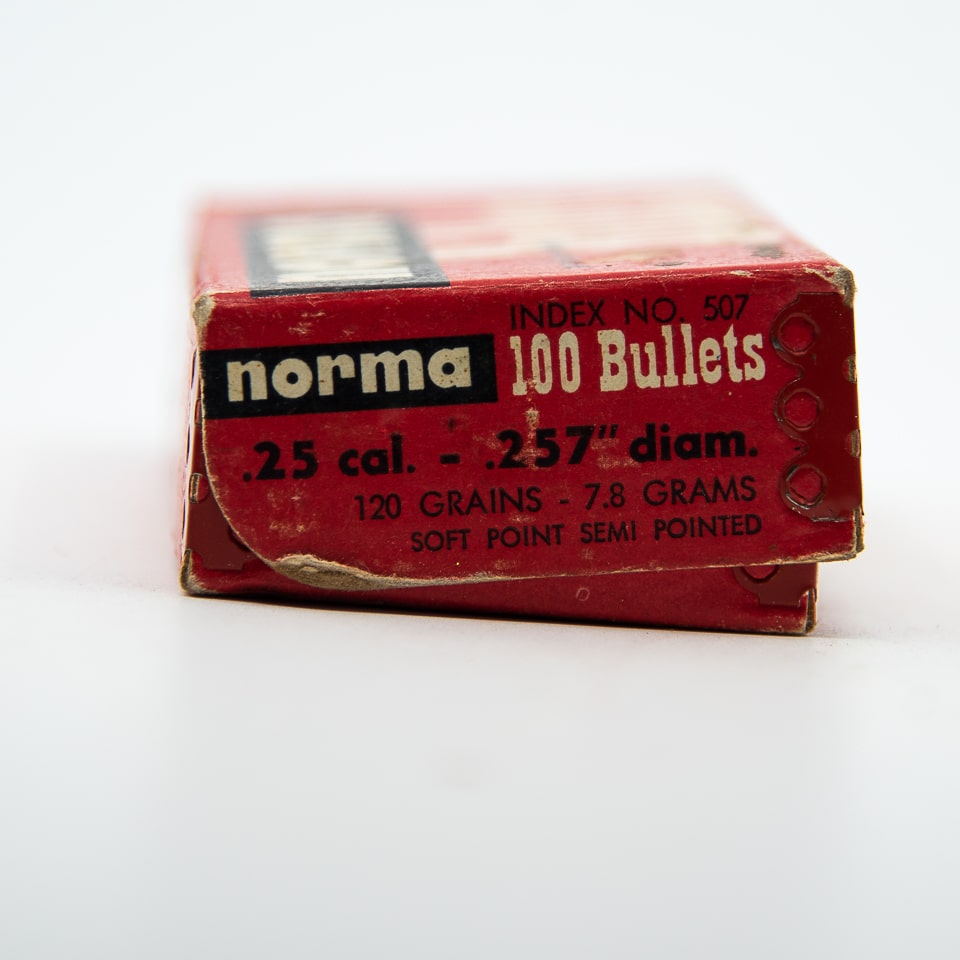 INDEX NO. 507
norma 100 Bullets
.25 cal. - .257" diam.
120 GRAINS - 7.8 GRAMS
SOFT POINT SEMI POINTED